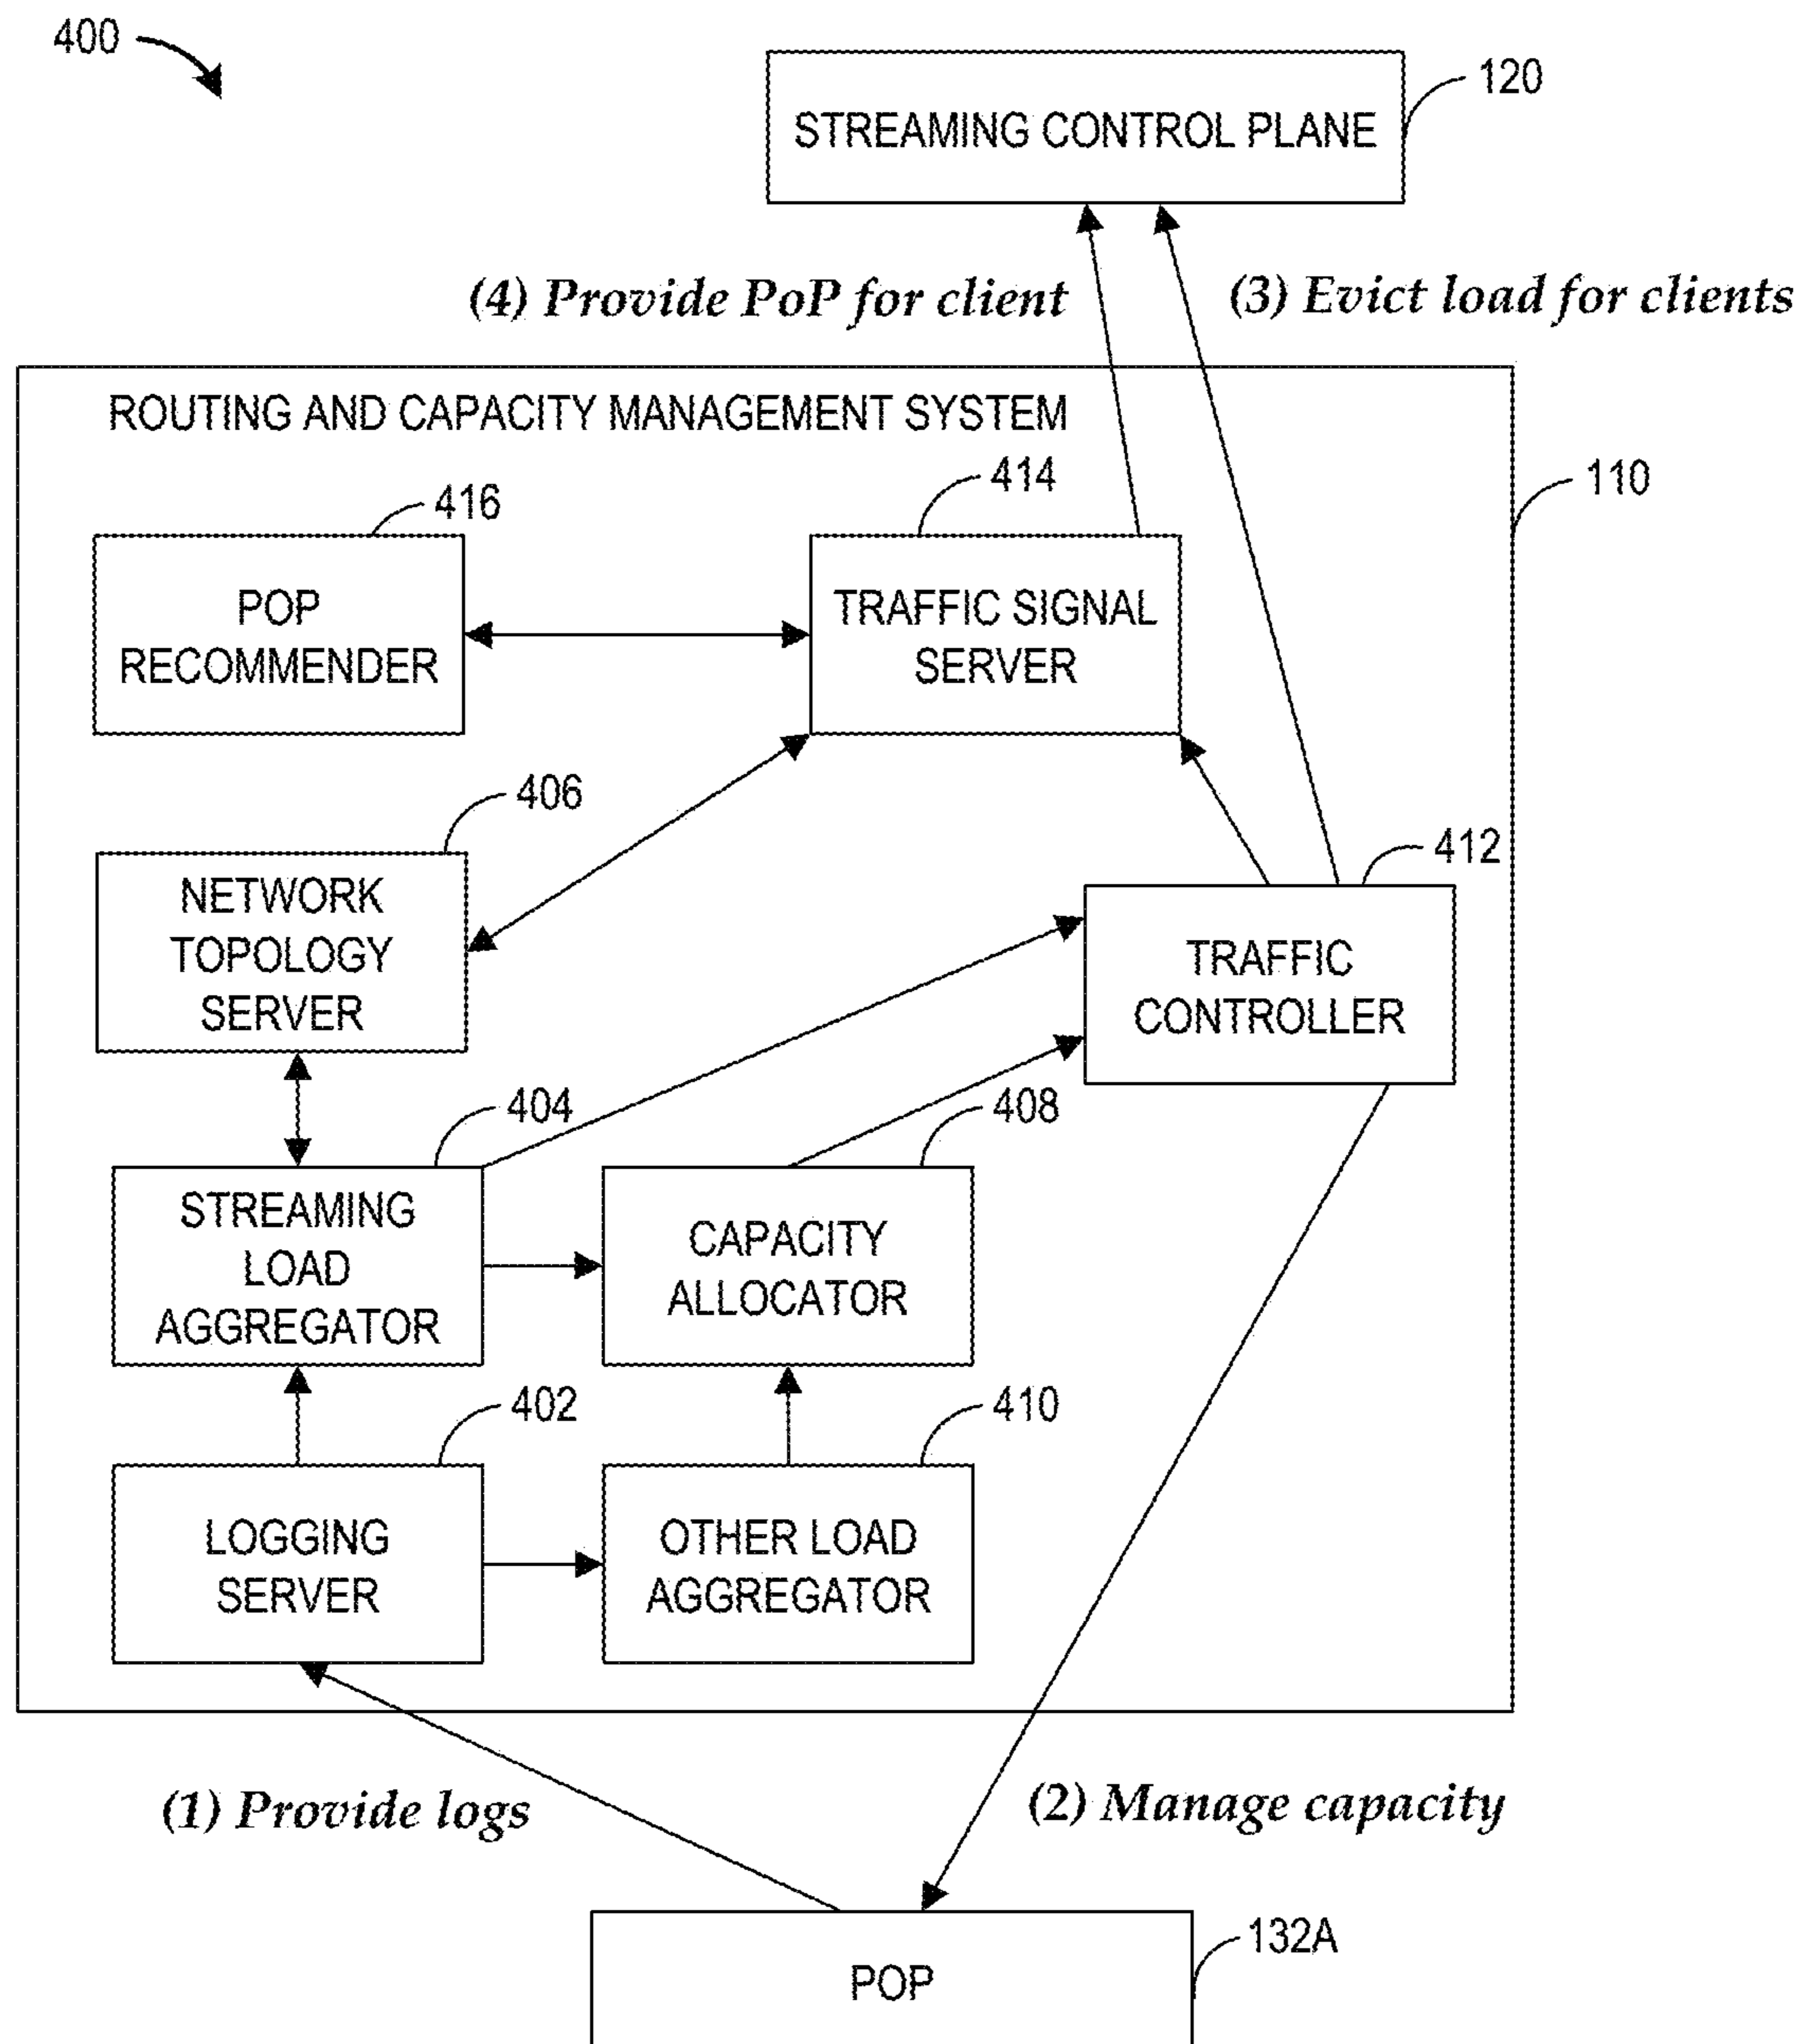 400
120
STREAMING CONTROL PLANE
(4) Provide PoP for client
(3) Evict load for clients
ROUTING AND CAPACITY MANAGEMENT SYSTEM
110
416
414
POP
RECOMMENDER
TRAFFIC SIGNAL
SERVER
406
412
NETWORK
TOPOLOGY
SERVER
TRAFFIC
CONTROLLER
404
408
STREAMING
LOAD
AGGREGATOR
CAPACITY
ALLOCATOR
402
410
LOGGING
SERVER
OTHER LOAD
AGGREGATOR
(1) Provide logs
(2) Manage capacity
132A
POP